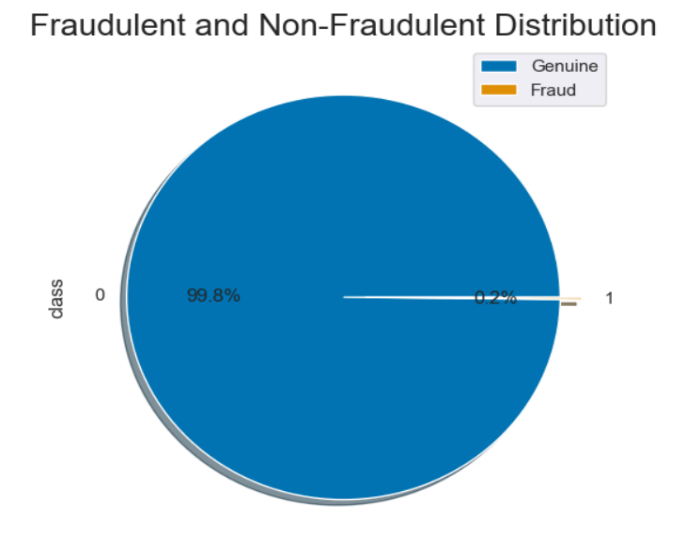 Fraudulent and Non-Fraudulent Distribution
Genuine
Fraud
class
0
99.8%
0.2%
1